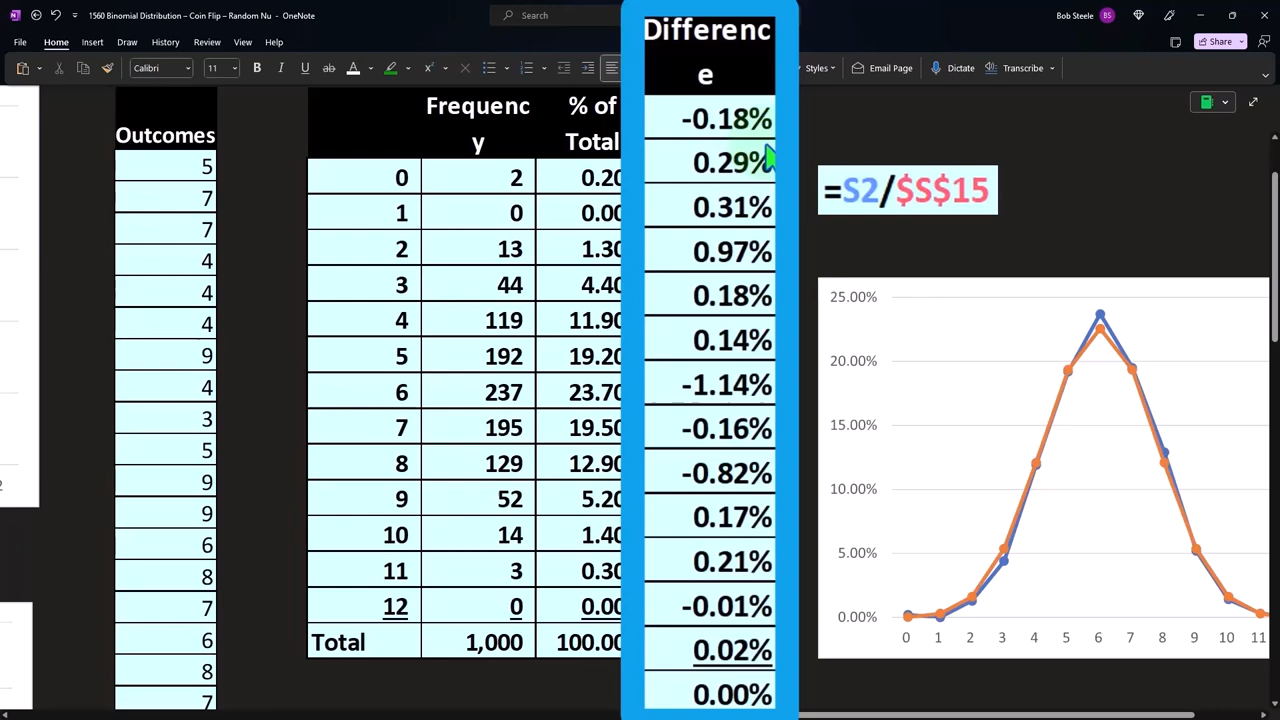 1560 Binomial Distribution – Coin Flip – Random Nu - OneNote
Search
Bob Steele
BS
File Home Insert Draw History Review View Help
Share
Calibri 11 B I U A Styles Email Page Dictate Transcribe
Outcomes
5
7
7
4
4
4
9
4
3
5
9
9
6
8
7
6
8
7
Frequenc % of
y Total
0 2 0.20
1 0 0.00
2 13 1.30
3 44 4.40
4 119 11.90
5 192 19.20
6 237 23.70
7 195 19.50
8 129 12.90
9 52 5.20
10 14 1.40
11 3 0.30
12 0 0.00
Total 1,000 100.00
Differenc
e
-0.18%
0.29%
0.31%
0.97%
0.18%
0.14%
-1.14%
-0.16%
-0.82%
0.17%
0.21%
-0.01%
0.02%
0.00%
=S2/$S$15
25.00%
20.00%
15.00%
10.00%
5.00%
0.00%
0 1 2 3 4 5 6 7 8 9 10 11
2